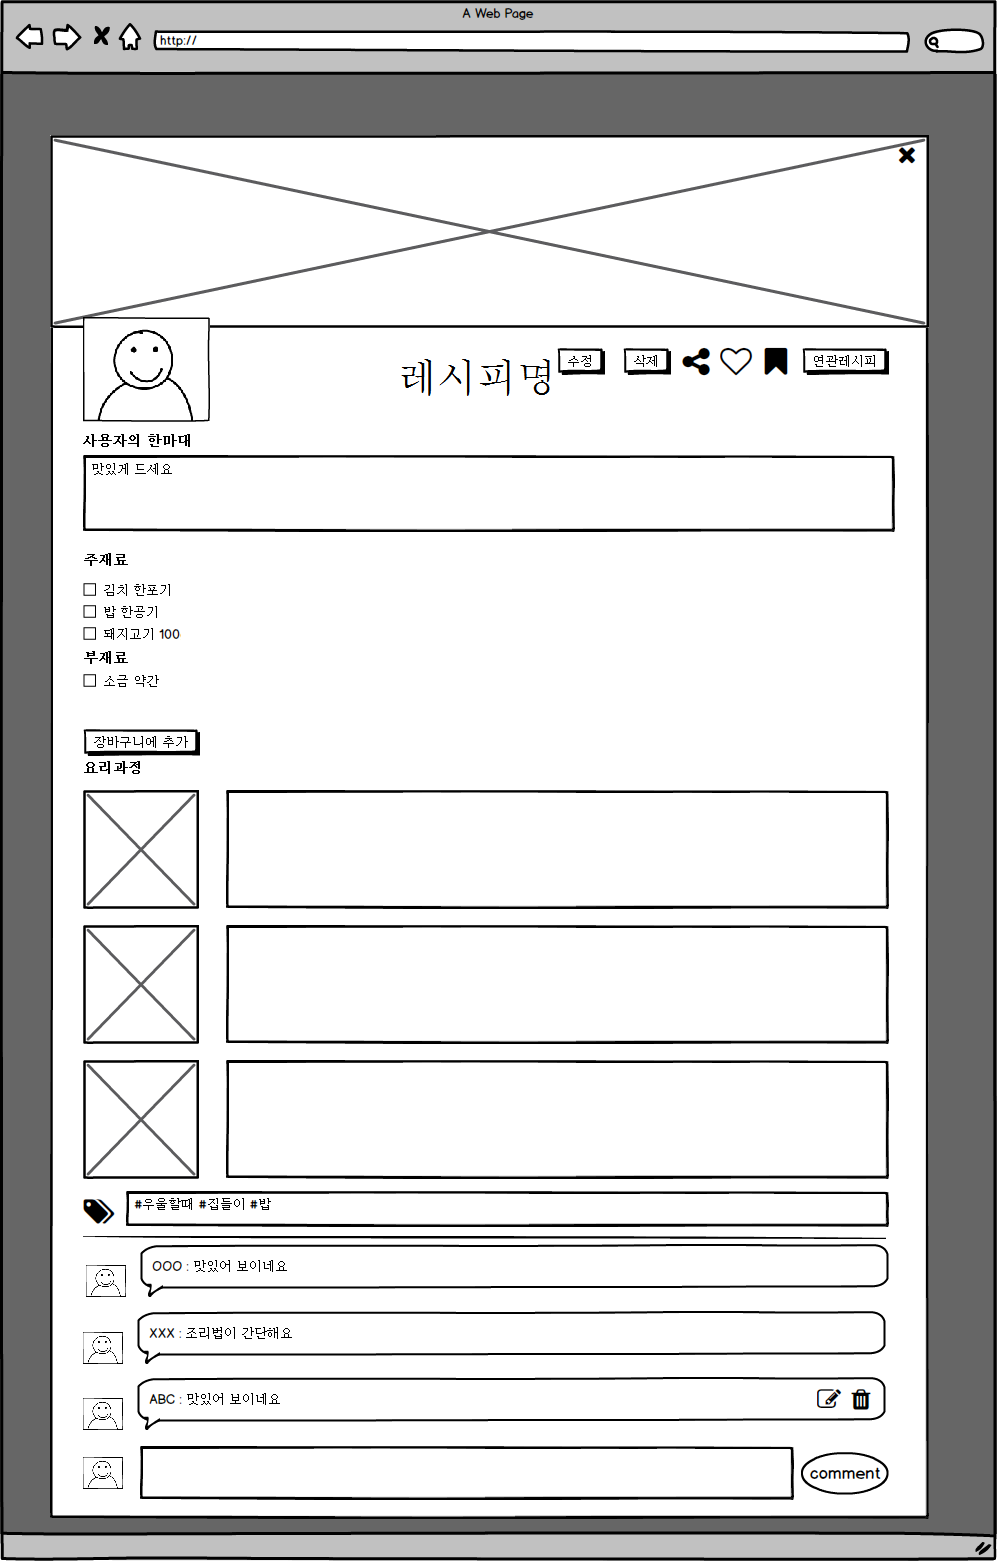 A Web Page
http://
레시피명
수정
삭제
연관레시피
사용자의 한마대
맛있게 드세요
주재료
김치 한포기
밥 한공기
돼지고기 100
부재료
소금 약간
장바구니에 추가
요리과정
#우울할때 #집들이 #밥
OOO : 맛있어 보이네요
XXX : 조리법이 간단해요
ABC : 맛있어 보이네요
comment